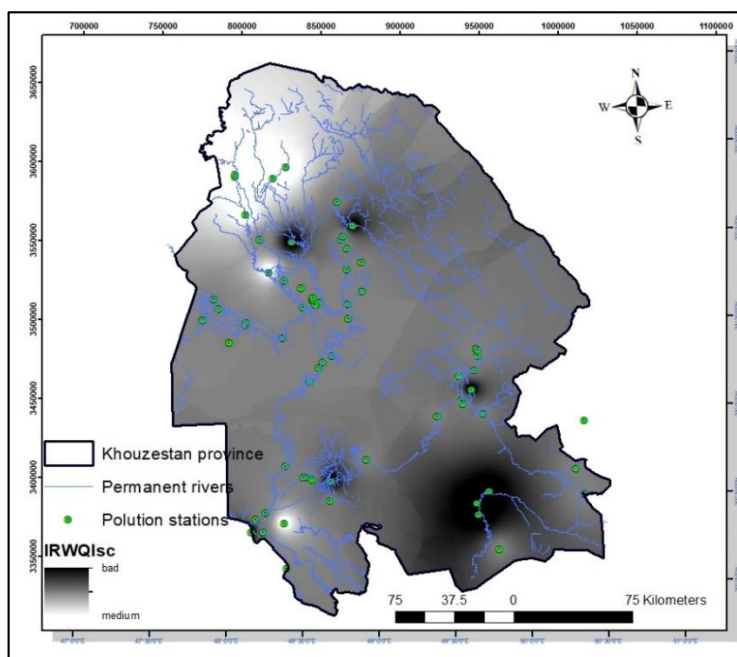 700000 750000 800000 850000 900000 950000 1000000 1050000 1100000
3650000
3600000
3550000
3500000
3450000
3400000
3350000
N
W E
S
Khouzestan province
Permanent rivers
Polution stations
IRWQIsc
bad
medium
75 37.5 0 75 Kilometers